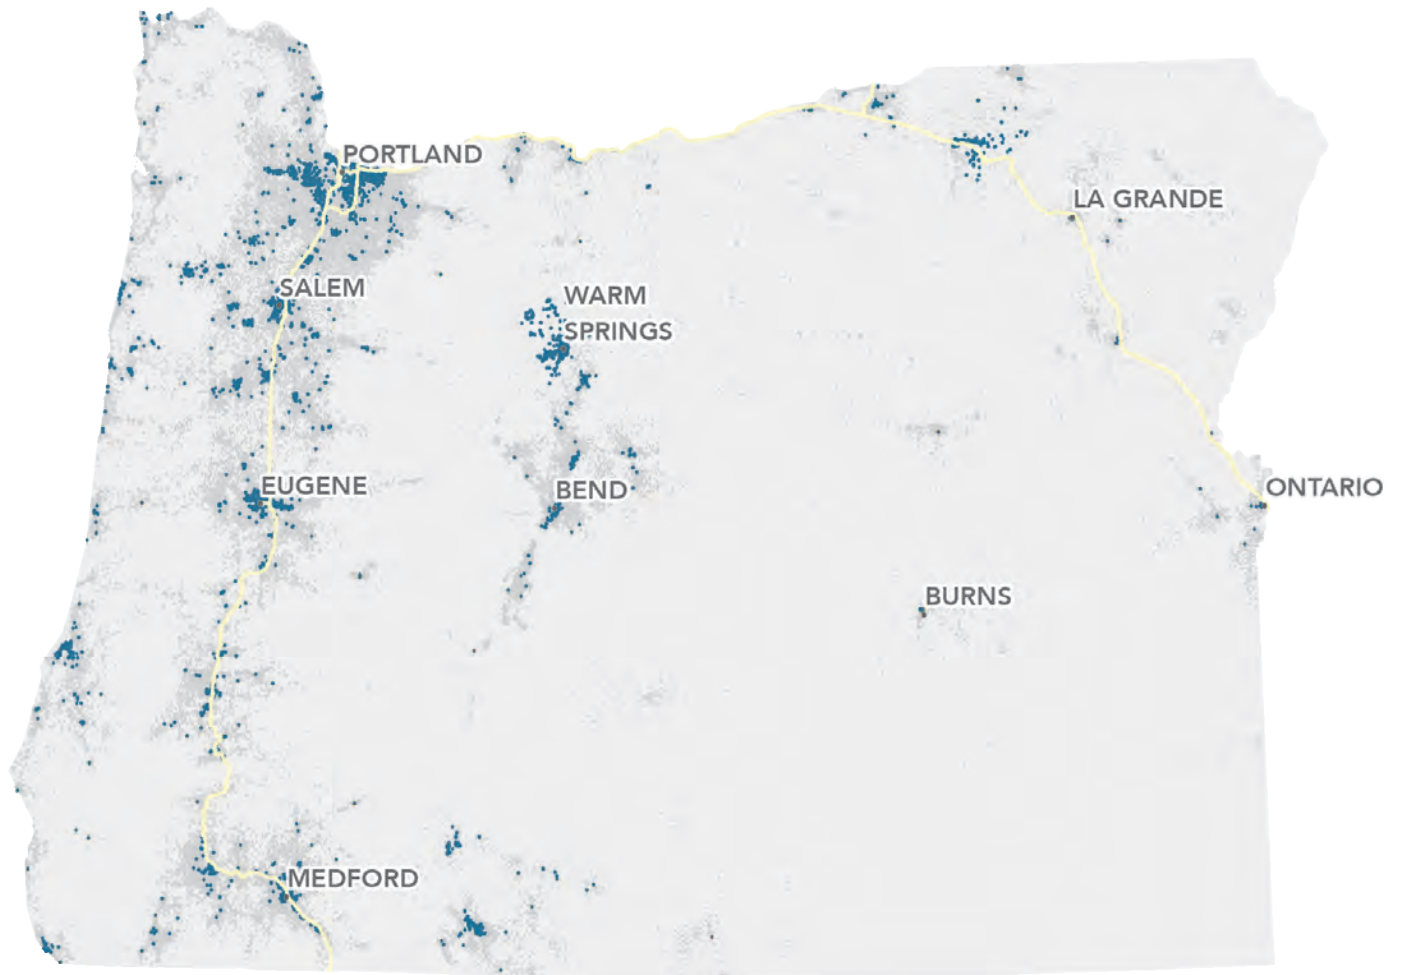 PORTLAND
LA GRANDE
SALEM
WARM
SPRINGS
EUGENE
BEND
ONTARIO
BURNS
MEDFORD